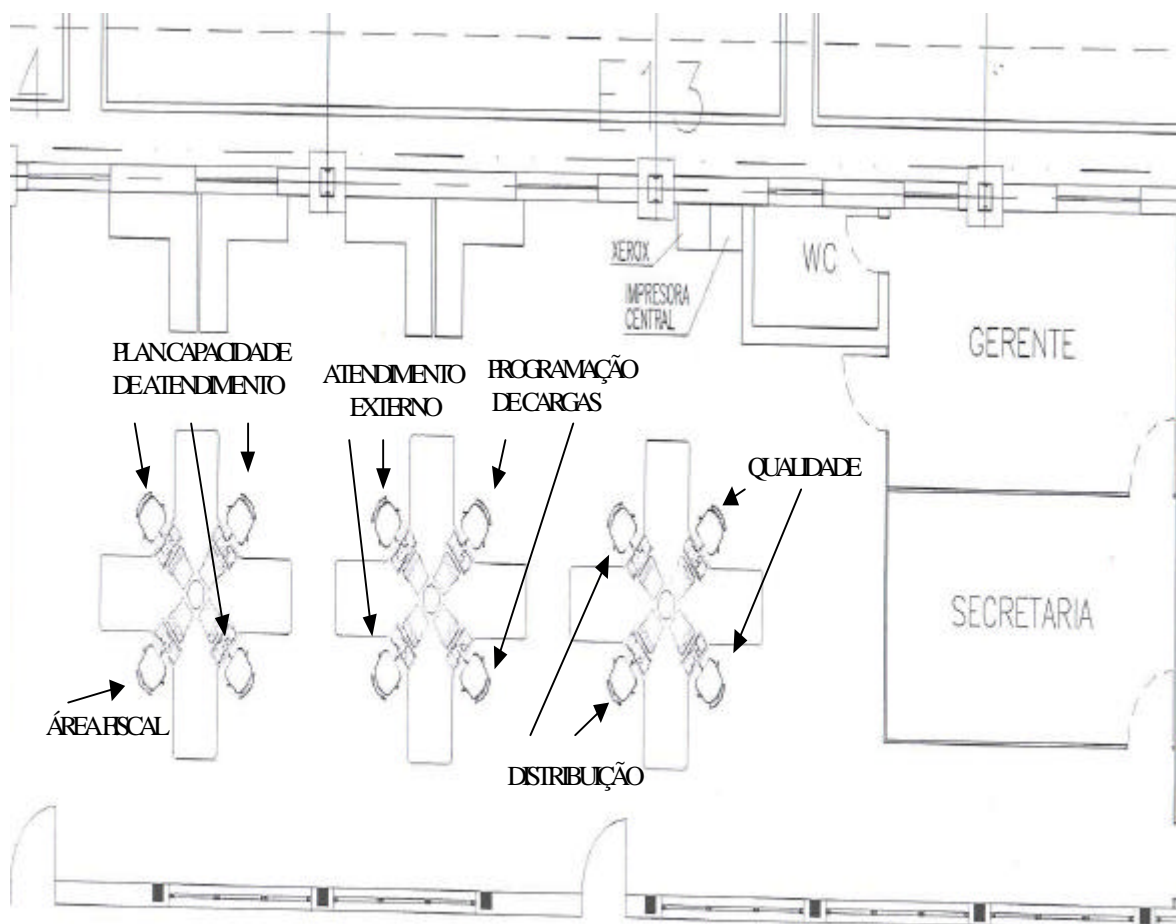 4
E13
XEROX
WC
IMPRESORA
CENTRAL
GERENTE
PLAN.CAPACIDADE
DE ATENDIMENTO
ATENDIMENTO
EXTERNO
PROGRAMAÇÃO
DE CARGAS
QUALIDADE
SECRETARIA
ÁREA FISCAL
DISTRIBUIÇÃO